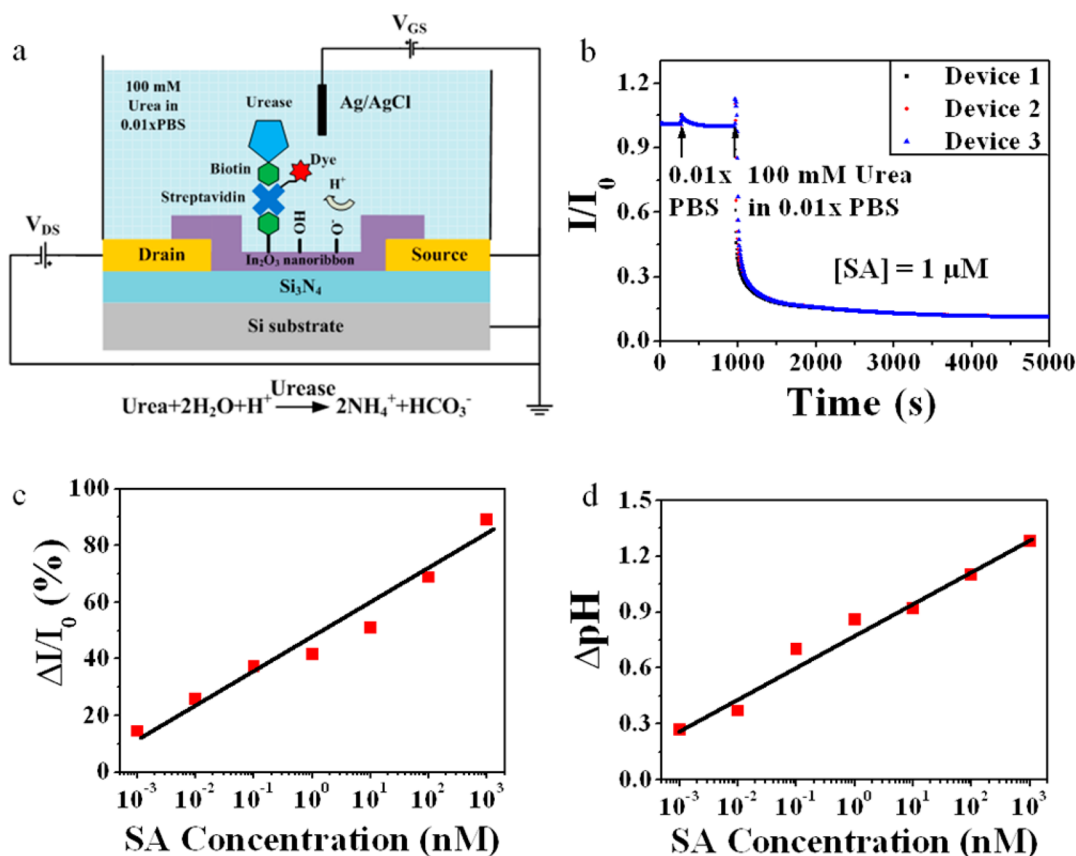 a
V_GS
100 mM
Urea in
0.01xPBS
Urease
Ag/AgCl
Biotin
Dye
Streptavidin
H⁺
HO
O⁻
V_DS
Drain
In₂O₃ nanoribbon
Source
Si₃N₄
Si substrate
Urease
Urea+2H₂O+H⁺ → 2NH₄⁺+HCO₃⁻
b
1.2
0.9
0.6
0.3
0.0
I/I₀
Device 1
Device 2
Device 3
0.01x
PBS
100 mM Urea
in 0.01x PBS
[SA] = 1 μM
0 1000 2000 3000 4000 5000
Time (s)
c
100
80
60
40
20
0
ΔI/I₀ (%)
10⁻³ 10⁻² 10⁻¹ 10⁰ 10¹ 10² 10³
SA Concentration (nM)
d
1.5
1.2
0.9
0.6
0.3
0.0
ΔpH
10⁻³ 10⁻² 10⁻¹ 10⁰ 10¹ 10² 10³
SA Concentration (nM)